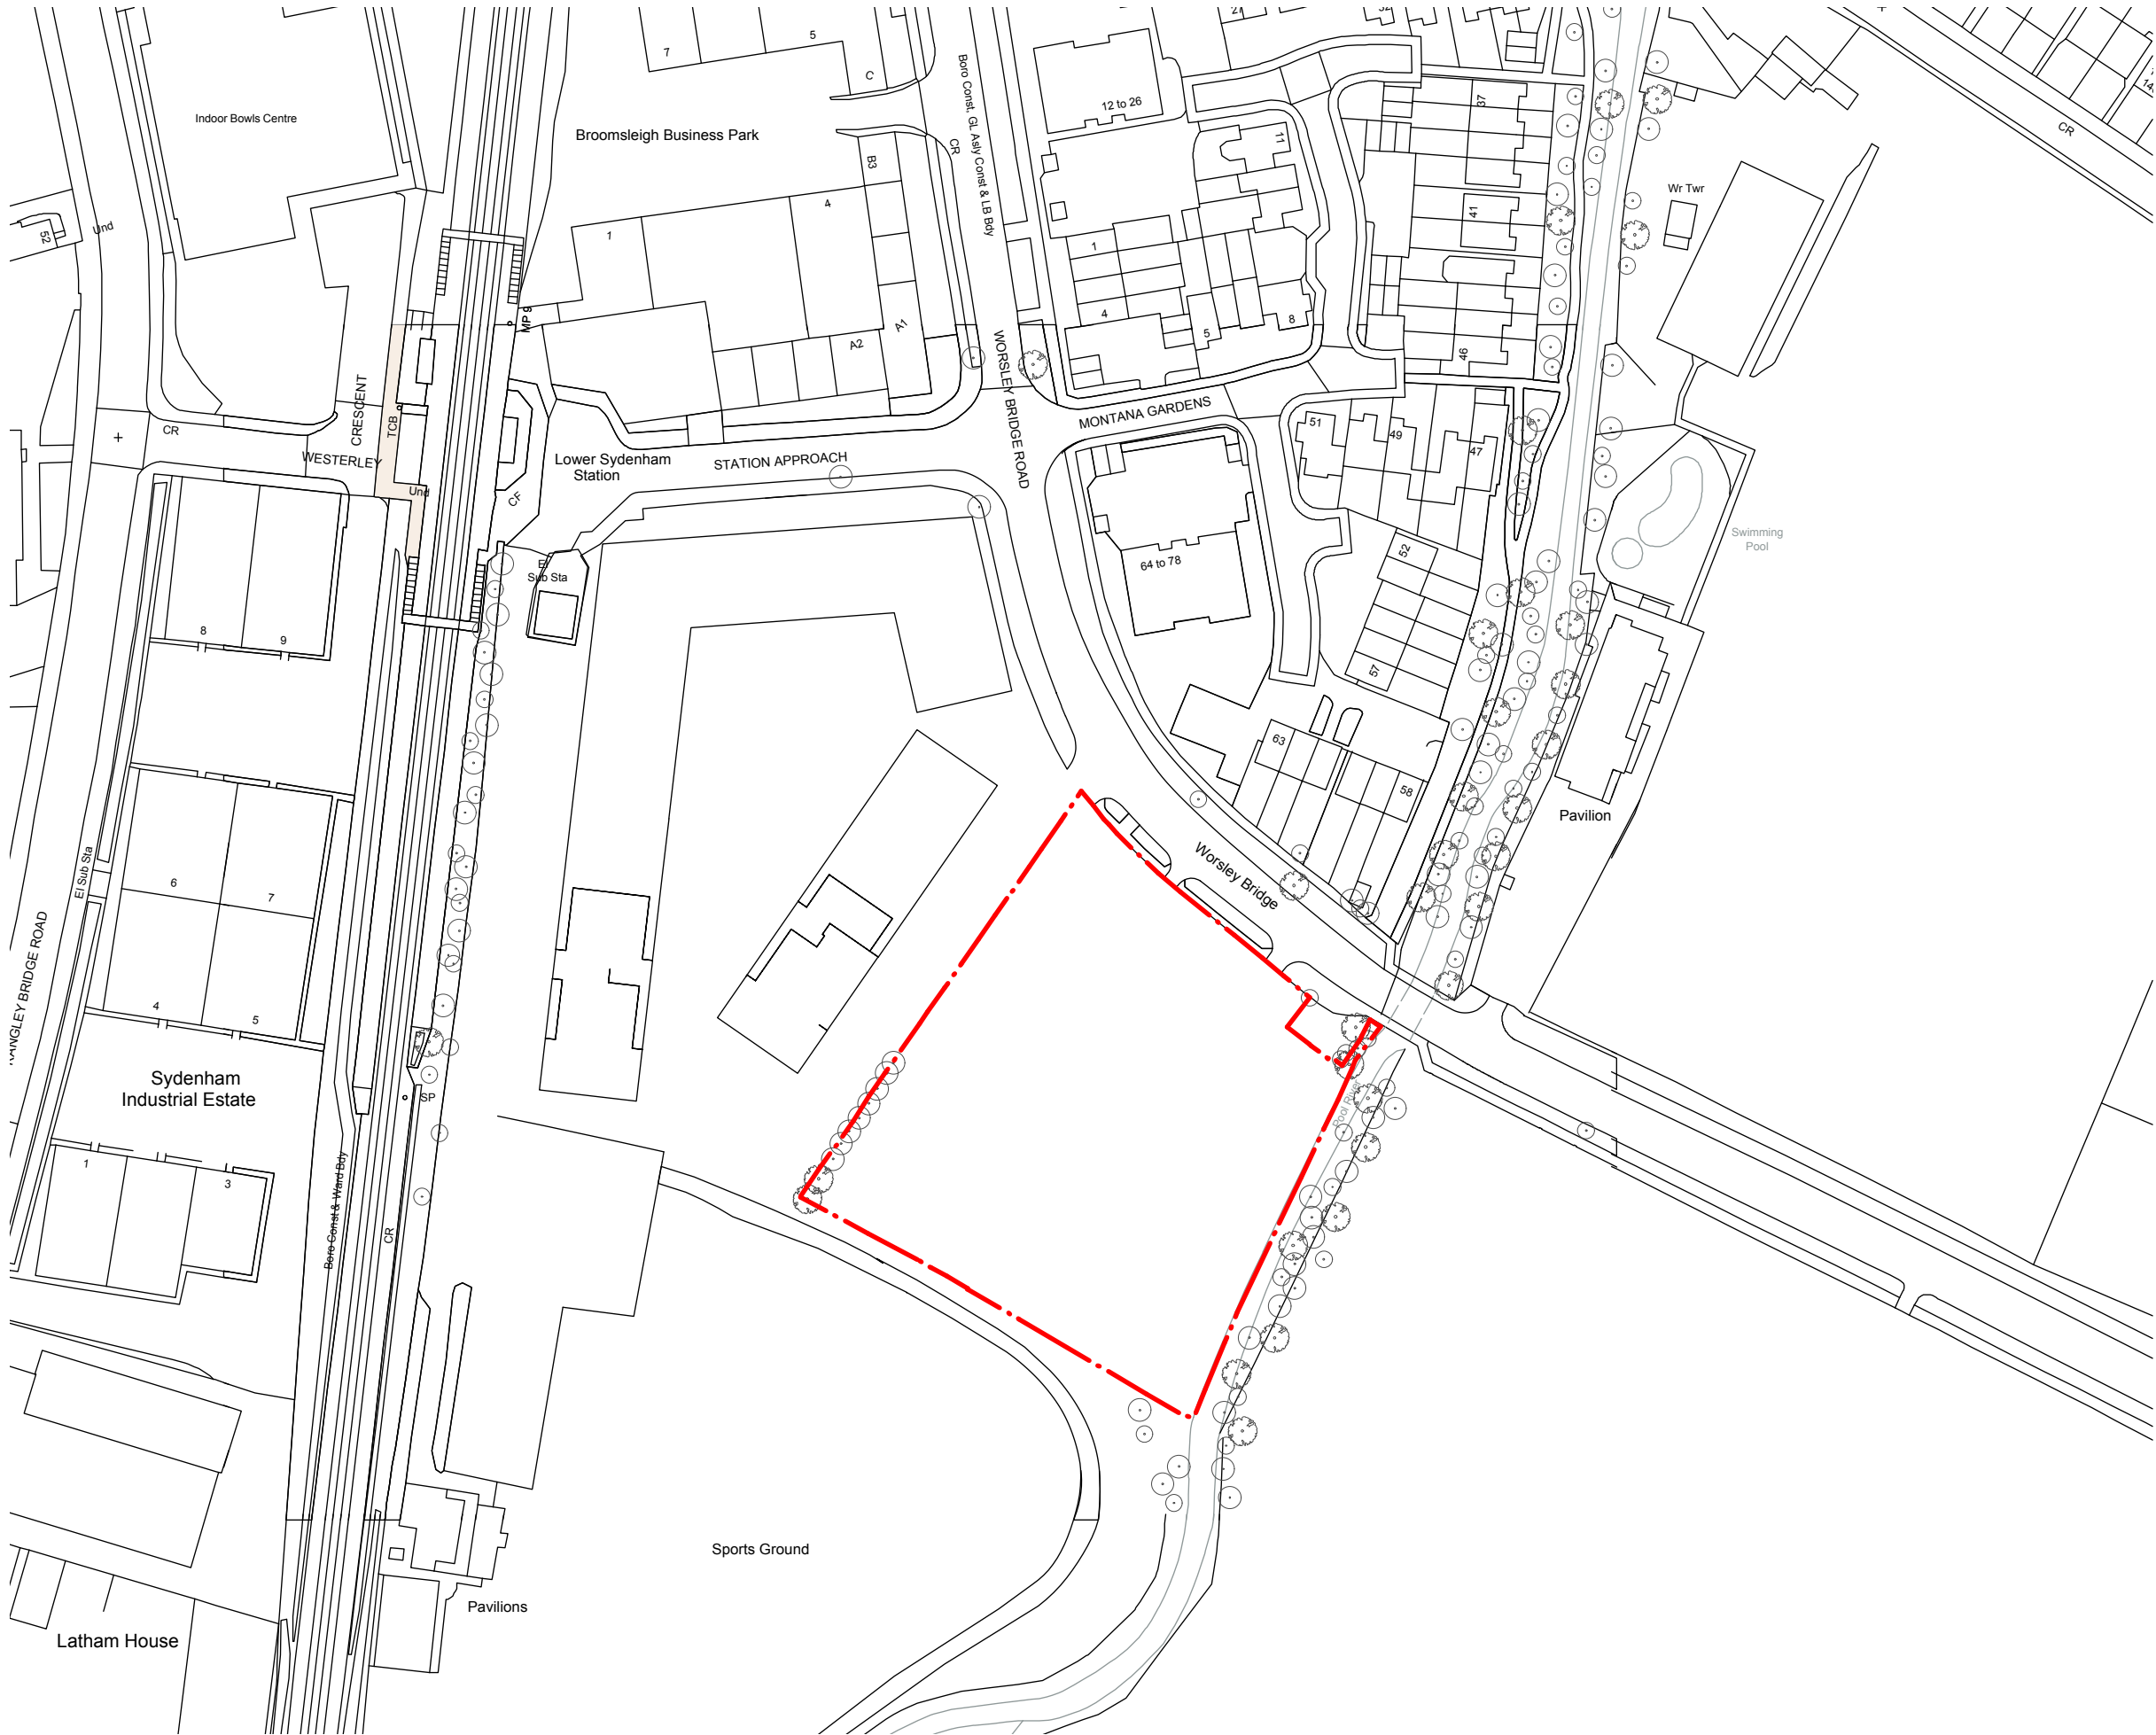 7
5
C
27
52
Indoor Bowls Centre
Broomsleigh Business Park
Boro Const, GL Asly Const & LB Bdy
CR
12 to 26
11
37
CR
14
B3
4
1
41
Wr Twr
52
Und
1
4
5
8
A1
A2
MP 9
46
WORSLEY BRIDGE ROAD
MONTANA GARDENS
CRESCENT
TCB
CR
WESTERLEY
Und
CF
Lower Sydenham
Station
STATION APPROACH
51
49
47
Swimming
Pool
El
Sub Sta
64 to 78
52
57
8
9
63
58
Pavilion
Worsley Bridge
El Sub Sta
6
7
4
5
KANGLEY BRIDGE ROAD
Sydenham
Industrial Estate
SP
Pool River
1
3
Boro Const & Ward Bdy
CR
Sports Ground
Pavilions
Latham House